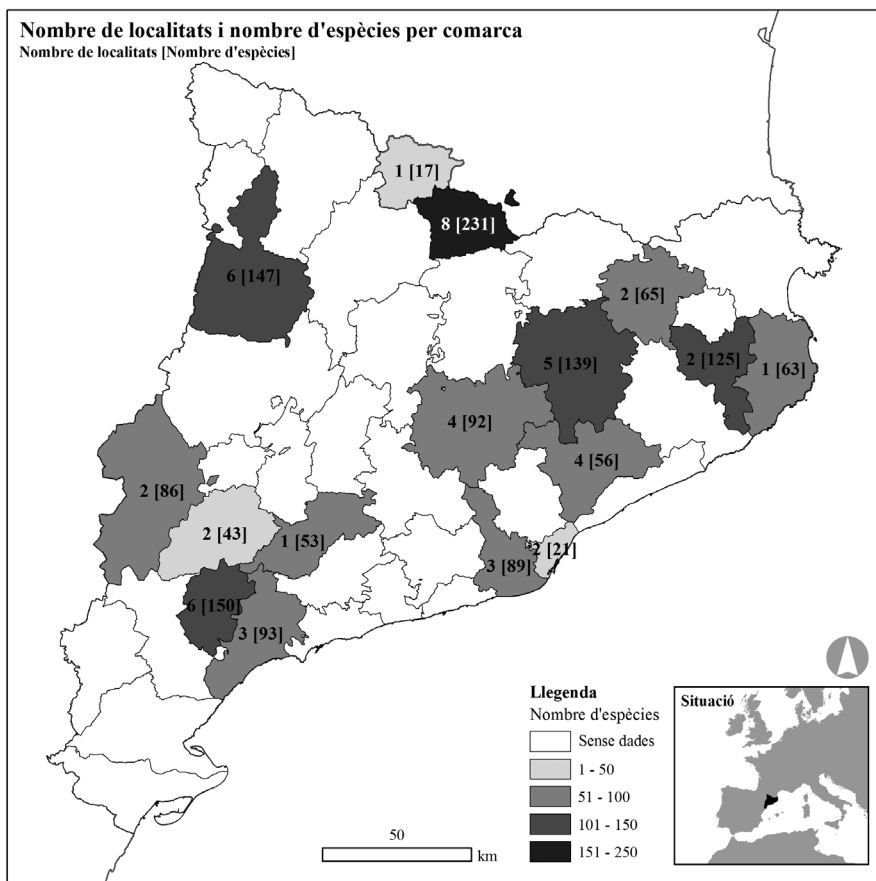 Nombre de localitats i nombre d'espècies per comarca
Nombre de localitats [Nombre d'espècies]
1 [17]
8 [231]
6 [147]
2 [65]
5 [139]
2 [125]
1 [63]
4 [92]
4 [56]
2 [86]
2 [43]
1 [53]
2 [21]
3 [89]
6 [150]
3 [93]
Llegenda
Nombre d'espècies
Sense dades
1 - 50
51 - 100
101 - 150
151 - 250
50
km
Situació